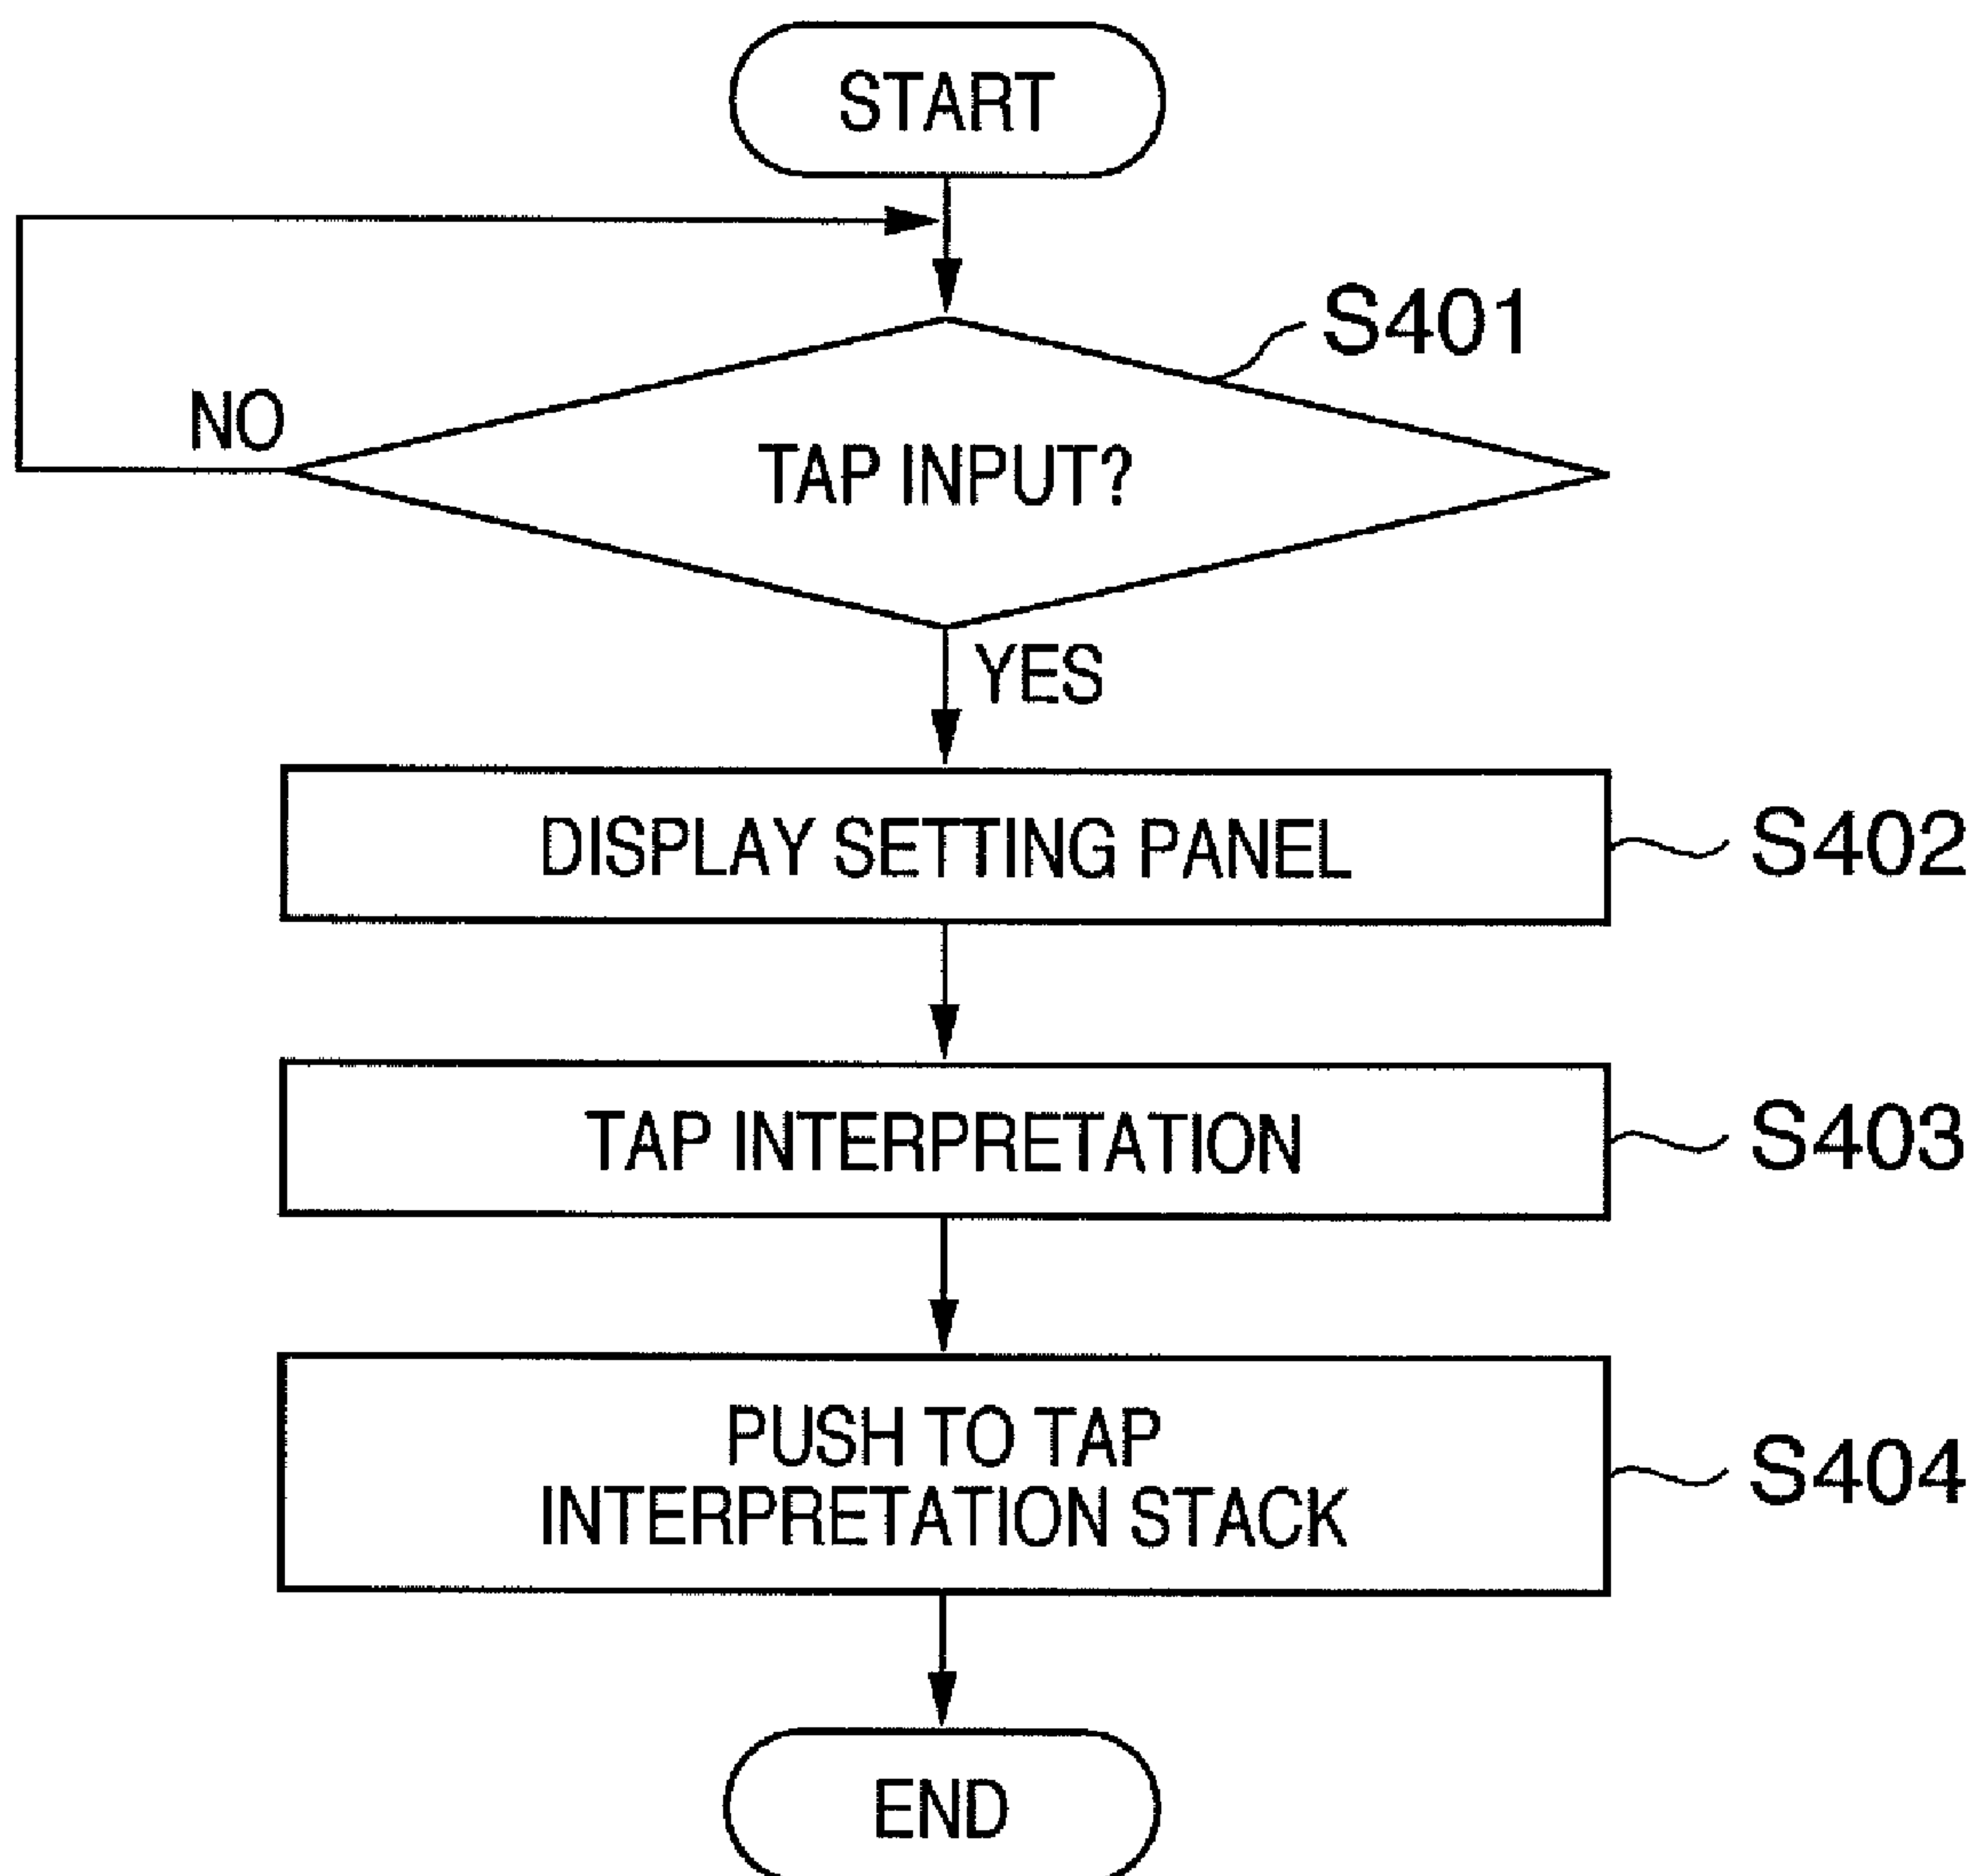 START
S401
NO
TAP INPUT?
YES
DISPLAY SETTING PANEL
S402
TAP INTERPRETATION
S403
PUSH TO TAP
INTERPRETATION STACK
S404
END